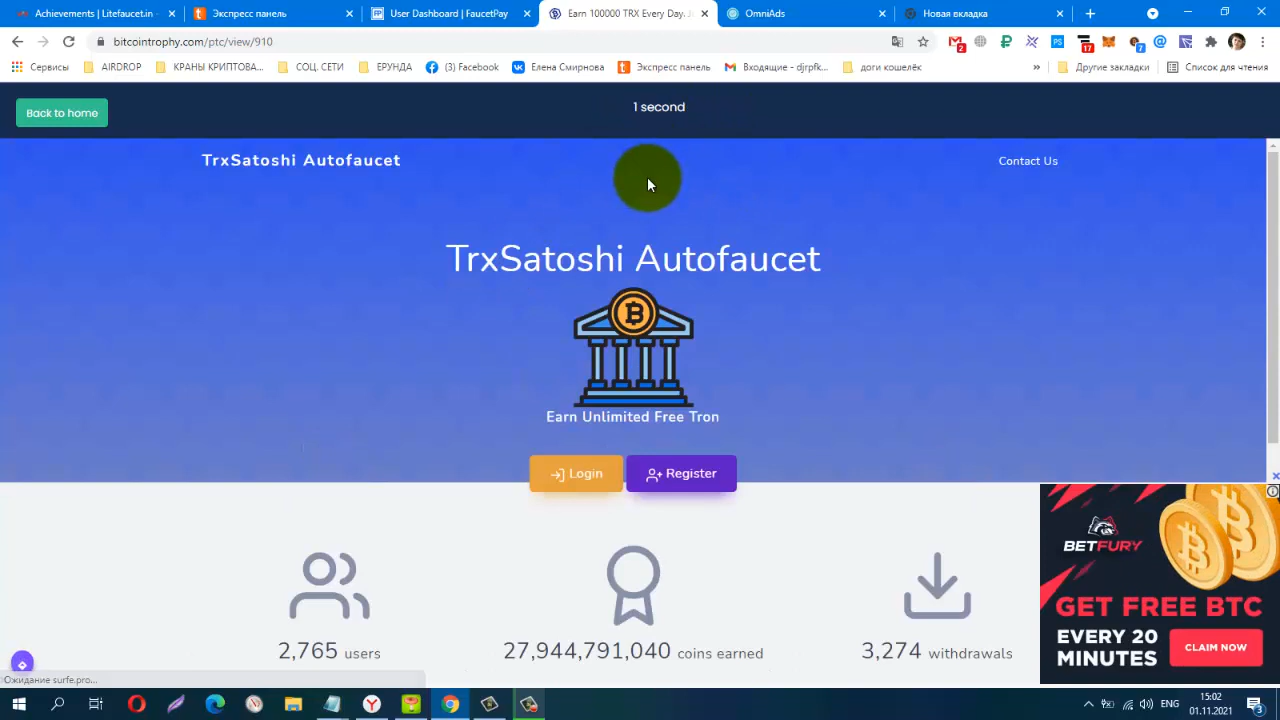 Achievements | Litefaucet.in -
Экспресс панель
User Dashboard | FaucetPay
Earn 100000 TRX Every Day. J
OmniAds
Новая вкладка
bitcointrophy.com/ptc/view/910
2
17
7
Сервисы
AIRDROP
КРАНЫ КРИПТОВА...
СОЦ. СЕТИ
ЕРУНДА
(3) Facebook
Елена Смирнова
Экспресс панель
Входящие - djrpfk...
доги кошелёк
»
Другие закладки
Список для чтения
Back to home
1 second
TrxSatoshi Autofaucet
Contact Us
TrxSatoshi Autofaucet
Earn Unlimited Free Tron
Login
Register
BETFURY
GET FREE BTC
EVERY 20
MINUTES
CLAIM NOW
2,765 users
27,944,791,040 coins earned
3,274 withdrawals
Ожидание surfe.pro...
ENG
15:02
01.11.2021
3